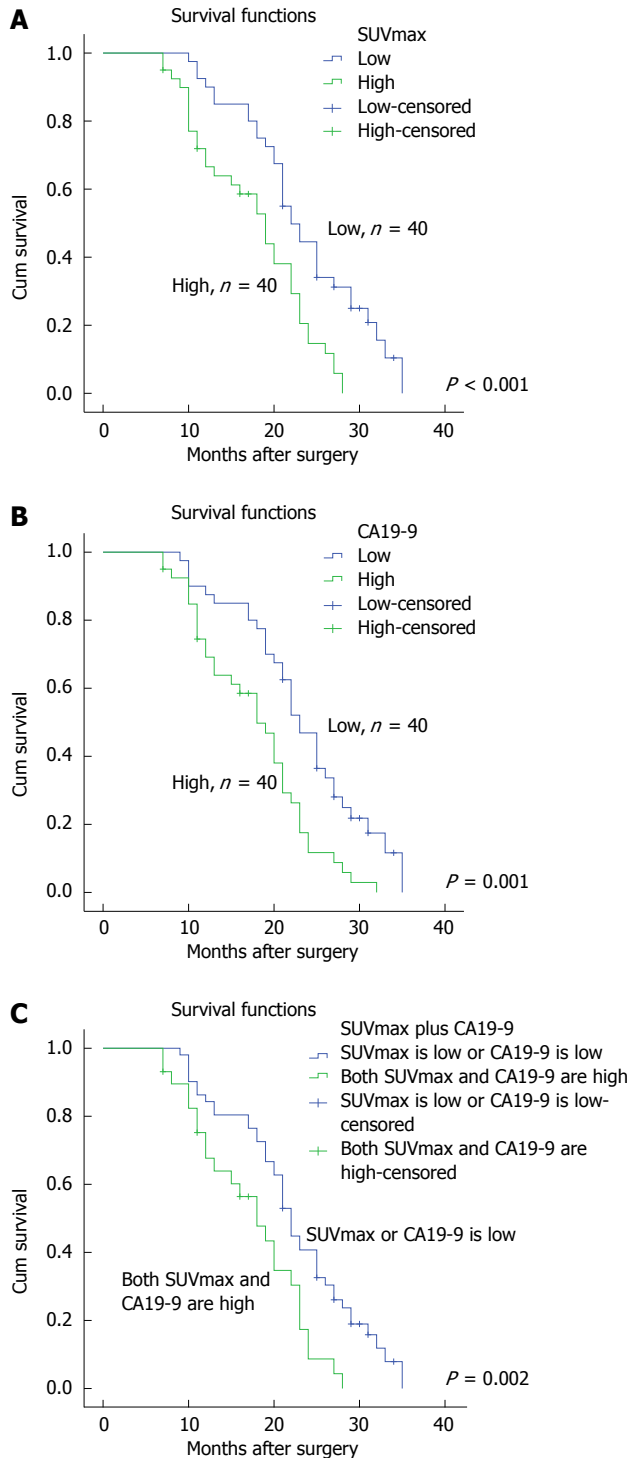 A
Survival functions
SUVmax
Low
High
Low-censored
High-censored
1.0
0.8
0.6
0.4
0.2
0.0
Cum survival
Low, n = 40
High, n = 40
P < 0.001
0 10 20 30 40
Months after surgery
B
Survival functions
CA19-9
Low
High
Low-censored
High-censored
1.0
0.8
0.6
0.4
0.2
0.0
Cum survival
Low, n = 40
High, n = 40
P = 0.001
0 10 20 30 40
Months after surgery
C
Survival functions
SUVmax plus CA19-9
SUVmax is low or CA19-9 is low
Both SUVmax and CA19-9 are high
SUVmax is low or CA19-9 is low-
censored
Both SUVmax and CA19-9 are
high-censored
1.0
0.8
0.6
0.4
0.2
0.0
Cum survival
SUVmax or CA19-9 is low
Both SUVmax and
CA19-9 are high
P = 0.002
0 10 20 30 40
Months after surgery